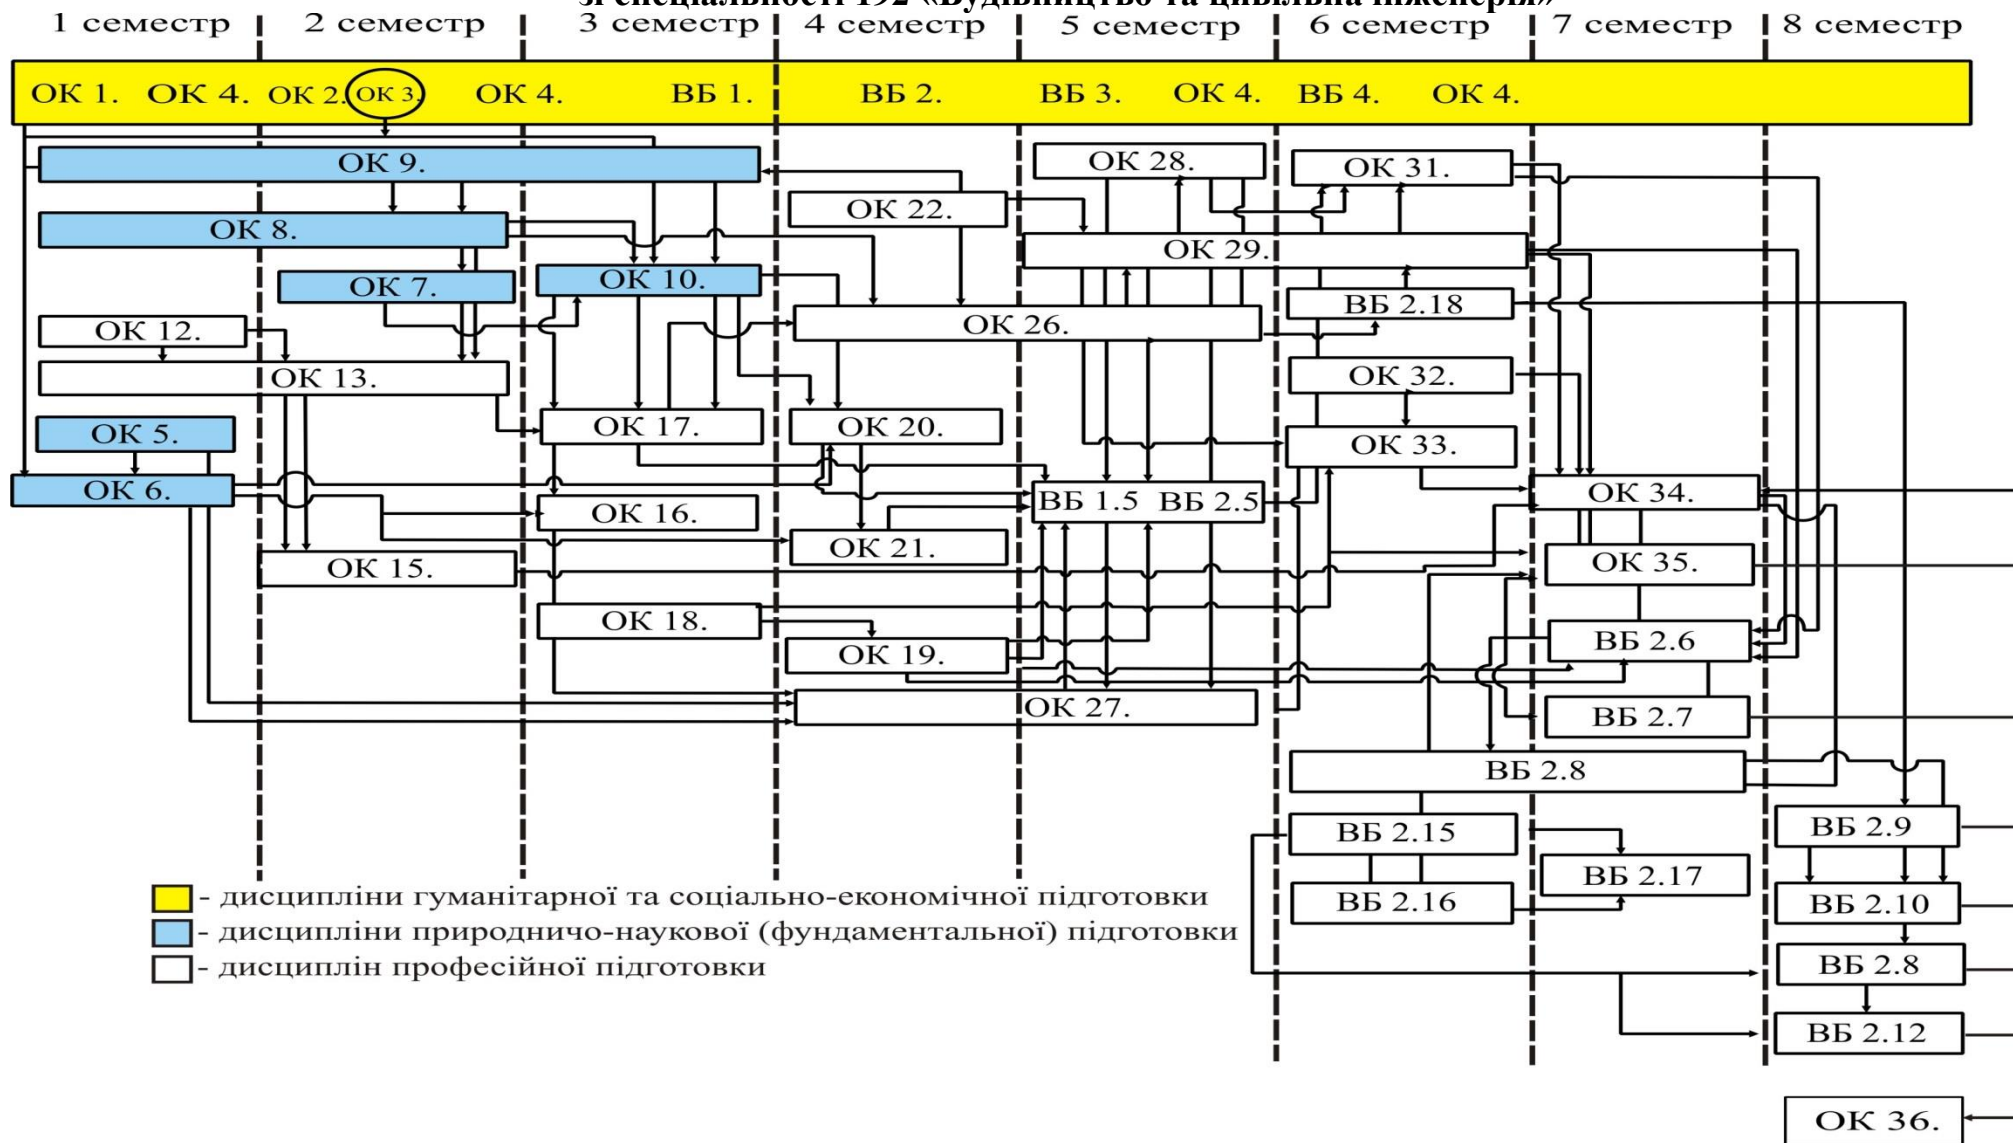 зі спеціальності 192 «Будівництво та цивільна інженерія»
1 семестр 2 семестр 3 семестр 4 семестр 5 семестр 6 семестр 7 семестр 8 семестр
ОК 1. ОК 4. ОК 2. ОК 3. ОК 4. ВБ 1. ВБ 2. ВБ 3. ОК 4. ВБ 4. ОК 4.
ОК 9. ОК 28. ОК 31.
ОК 8. ОК 22. ОК 29.
ОК 7. ОК 10. ВБ 2.18
ОК 12. ОК 26.
ОК 13. ОК 32.
ОК 5. ОК 17. ОК 20. ОК 33.
ОК 6. ОК 16. ВБ 1.5 ВБ 2.5 ОК 34.
ОК 15. ОК 21. ОК 35.
ОК 18. ОК 19. ВБ 2.6
ОК 27. ВБ 2.7
ВБ 2.8
ВБ 2.15 ВБ 2.9
ВБ 2.17
- дисципліни гуманітарної та соціально-економічної підготовки ВБ 2.16 ВБ 2.10
- дисципліни природничо-наукової (фундаментальної) підготовки
- дисциплін професійної підготовки ВБ 2.8
ВБ 2.12
ОК 36.